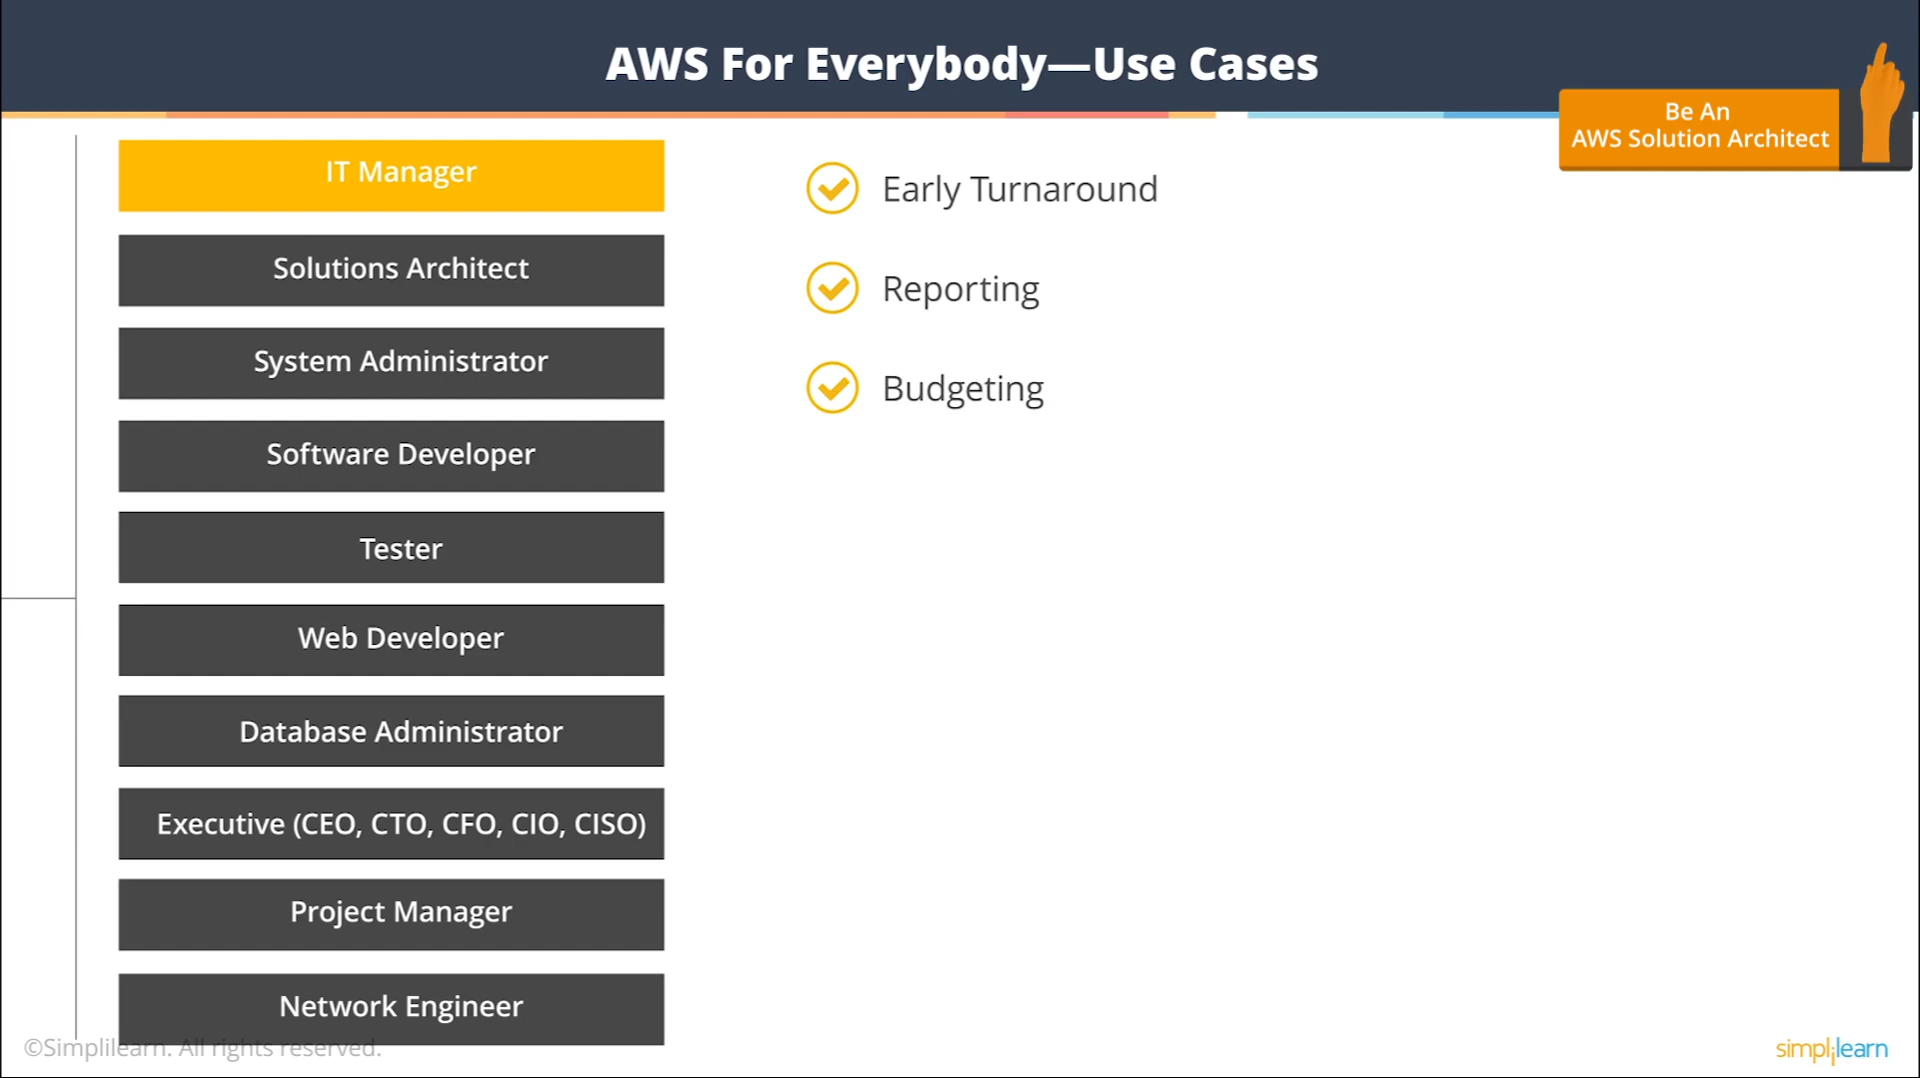 AWS For Everybody—Use Cases
Be An
AWS Solution Architect
IT Manager
Solutions Architect
System Administrator
Software Developer
Tester
Web Developer
Database Administrator
Executive (CEO, CTO, CFO, CIO, CISO)
Project Manager
Network Engineer
Early Turnaround
Reporting
Budgeting
©Simplilearn. All rights reserved.
simplilearn